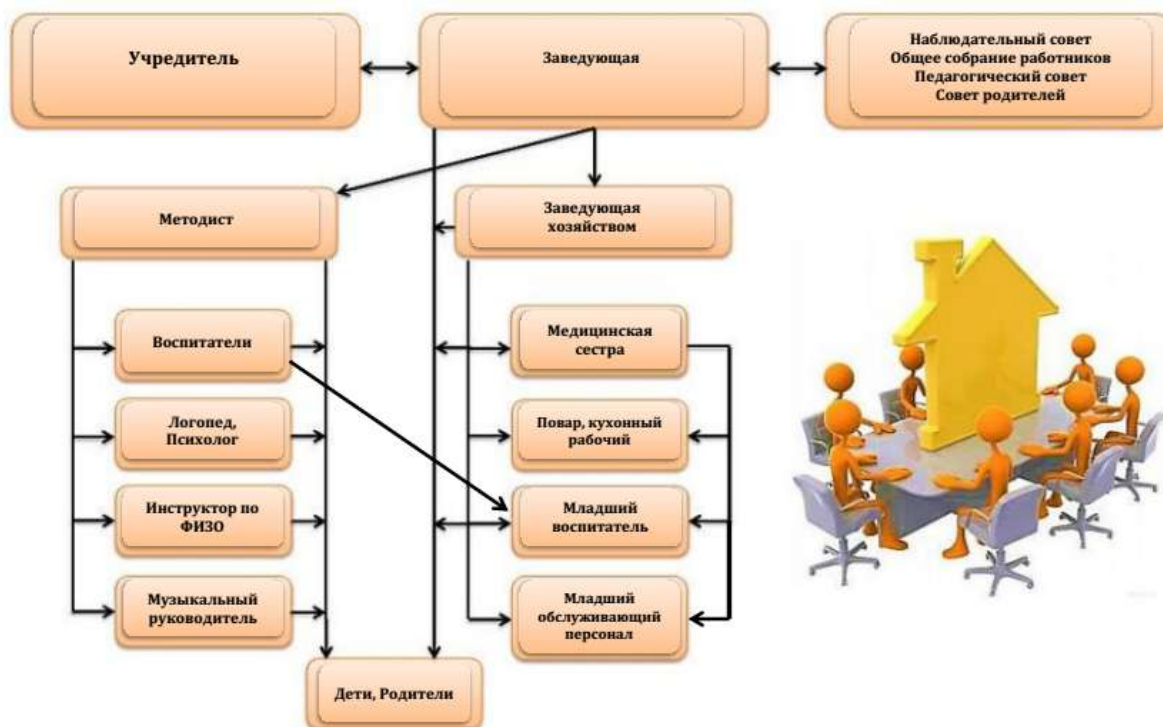 Учредитель
Заведующая
Наблюдательный совет
Общее собрание работников
Педагогический совет
Совет родителей
Методист
Заведующая
хозяйством
Воспитатели
Медицинская
сестра
Логопед,
Психолог
Повар, кухонный
рабочий
Инструктор по
ФИЗО
Младший
воспитатель
Музыкальный
руководитель
Младший
обслуживающий
персонал
Дети, Родители